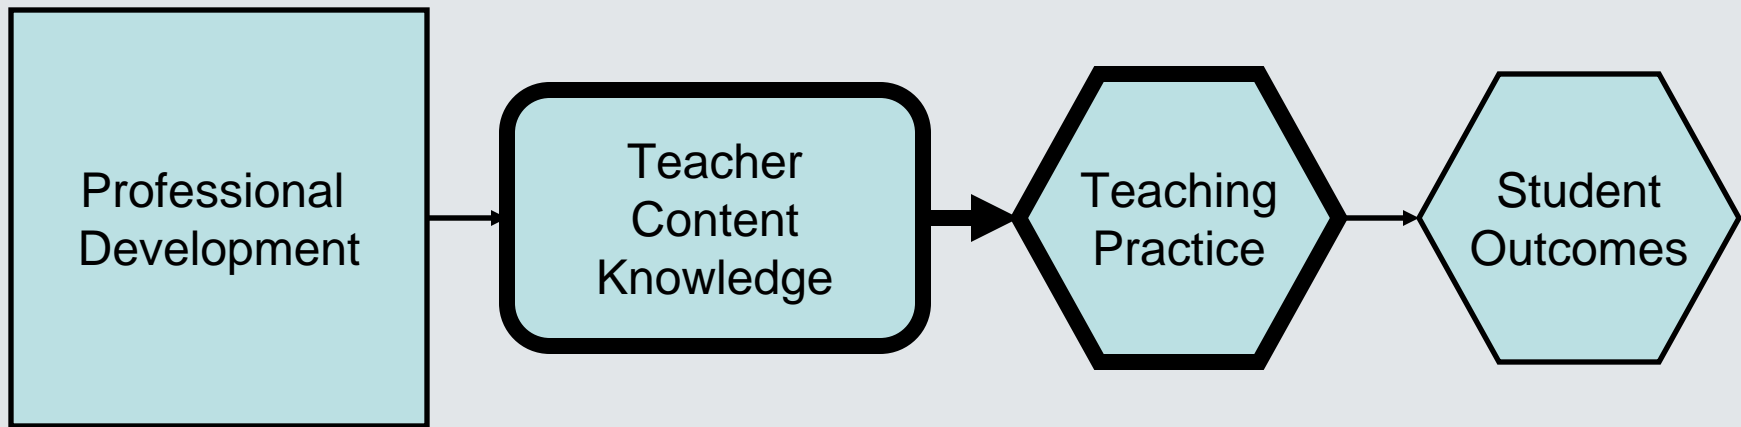 Professional
Development
Teacher
Content
Knowledge
Teaching
Practice
Student
Outcomes